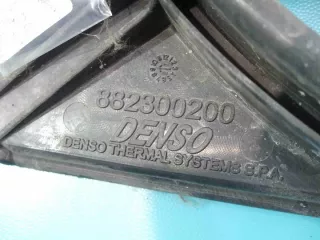 882300200
DENSO
DENSO THERMAL SYSTEMS S.P.A.